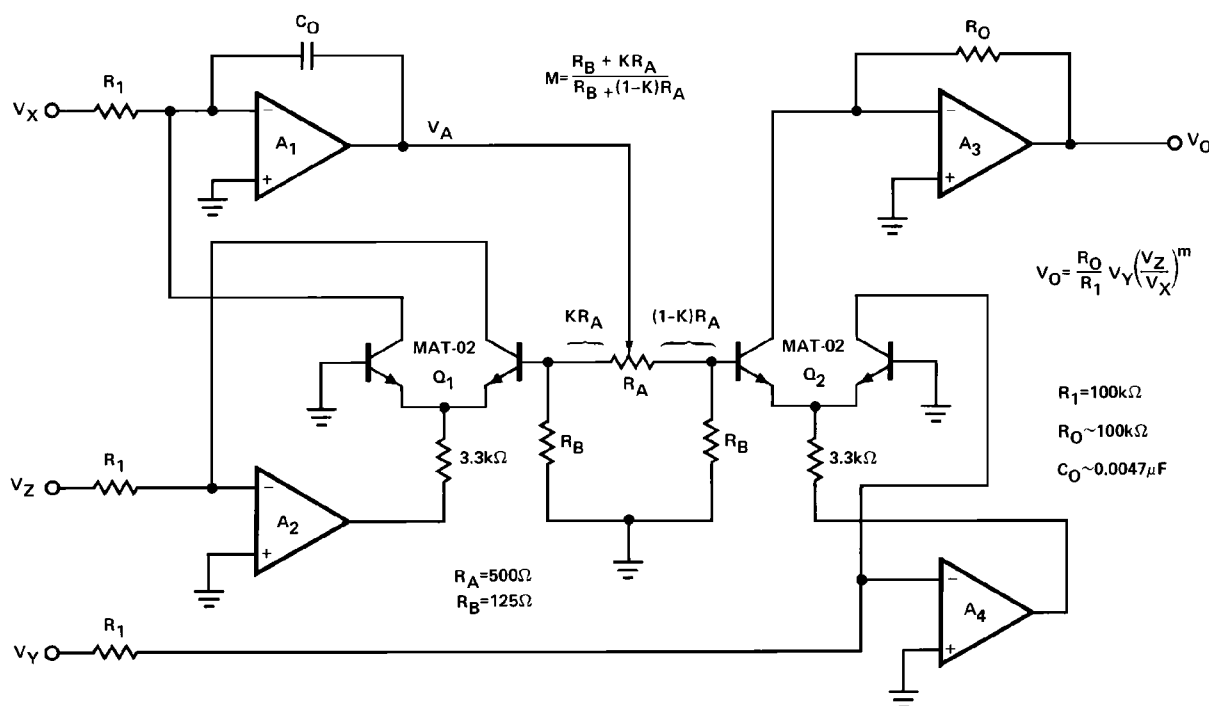 C_O
R_O
R_1
M= R_B + KR_A / R_B + (1-K)R_A
V_X
−
A_1
+
V_A
−
A_3
+
V_O
V_O = R_O/R_1 V_Y (V_Z/V_X)^m
KR_A
(1-K)R_A
MAT-02
Q_1
R_A
MAT-02
Q_2
R_1=100kΩ
R_O~100kΩ
C_O~0.0047μF
3.3kΩ
R_B
R_B
3.3kΩ
R_1
V_Z
−
A_2
+
R_A=500Ω
R_B=125Ω
−
A_4
+
R_1
V_Y